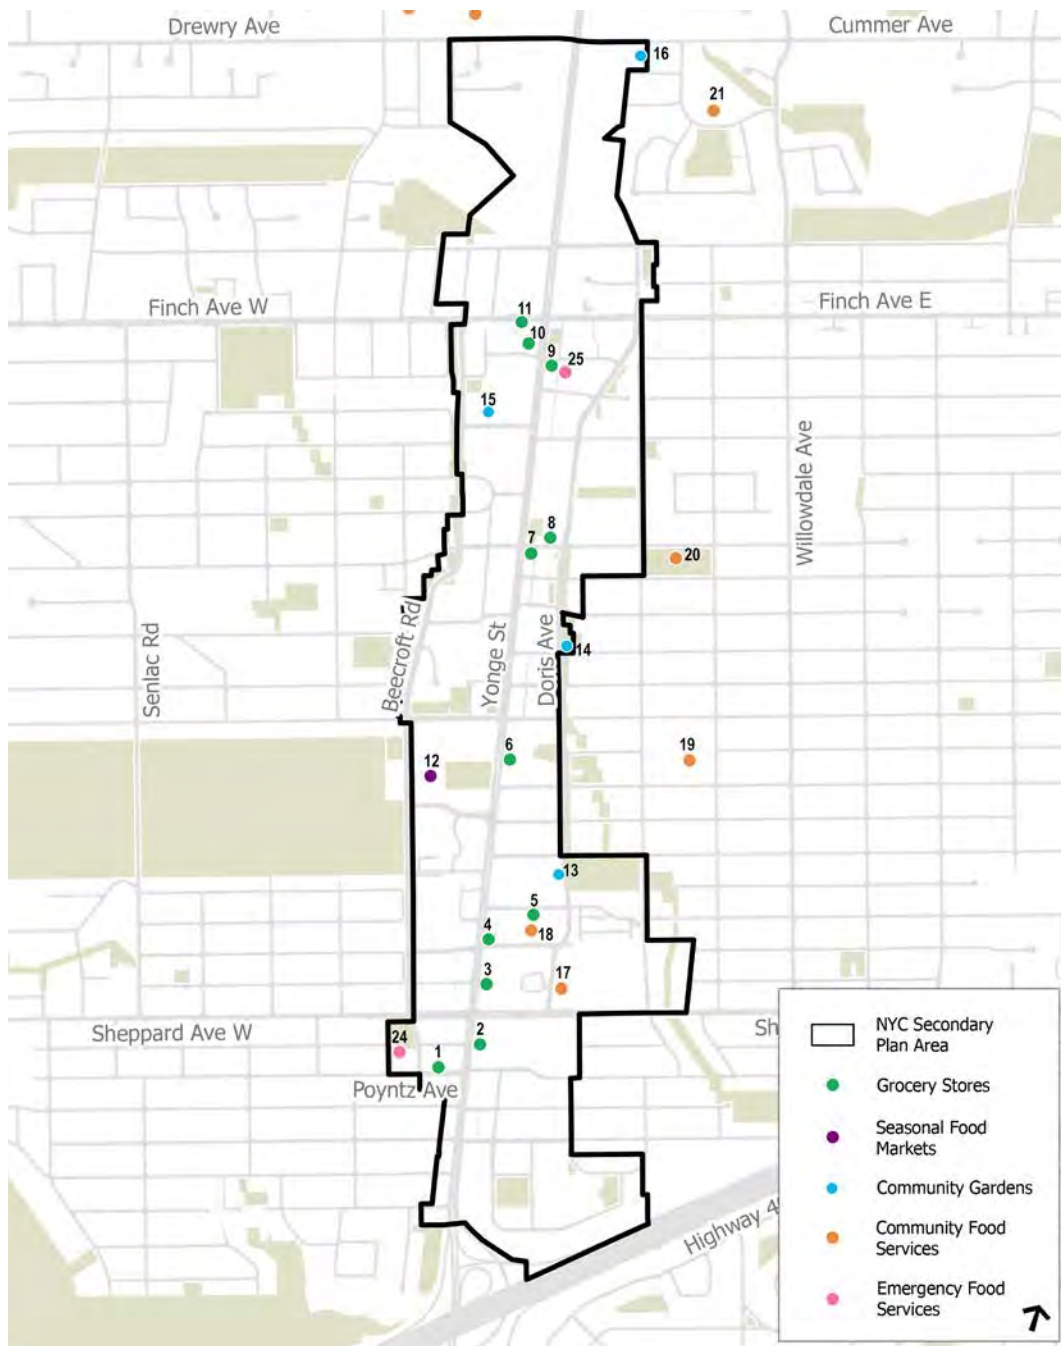 Drewry Ave
Cummer Ave
16
21
Finch Ave W
Finch Ave E
11
10
9
25
15
Willowdale Ave
8
7
20
Beecroft Rd
Senlac Rd
Yonge St
Doris Ave
14
6
12
19
13
5
18
4
3
17
Sheppard Ave W
Sh
24
2
1
Poyntz Ave
Highway 4
NYC Secondary
Plan Area
Grocery Stores
Seasonal Food
Markets
Community Gardens
Community Food
Services
Emergency Food
Services